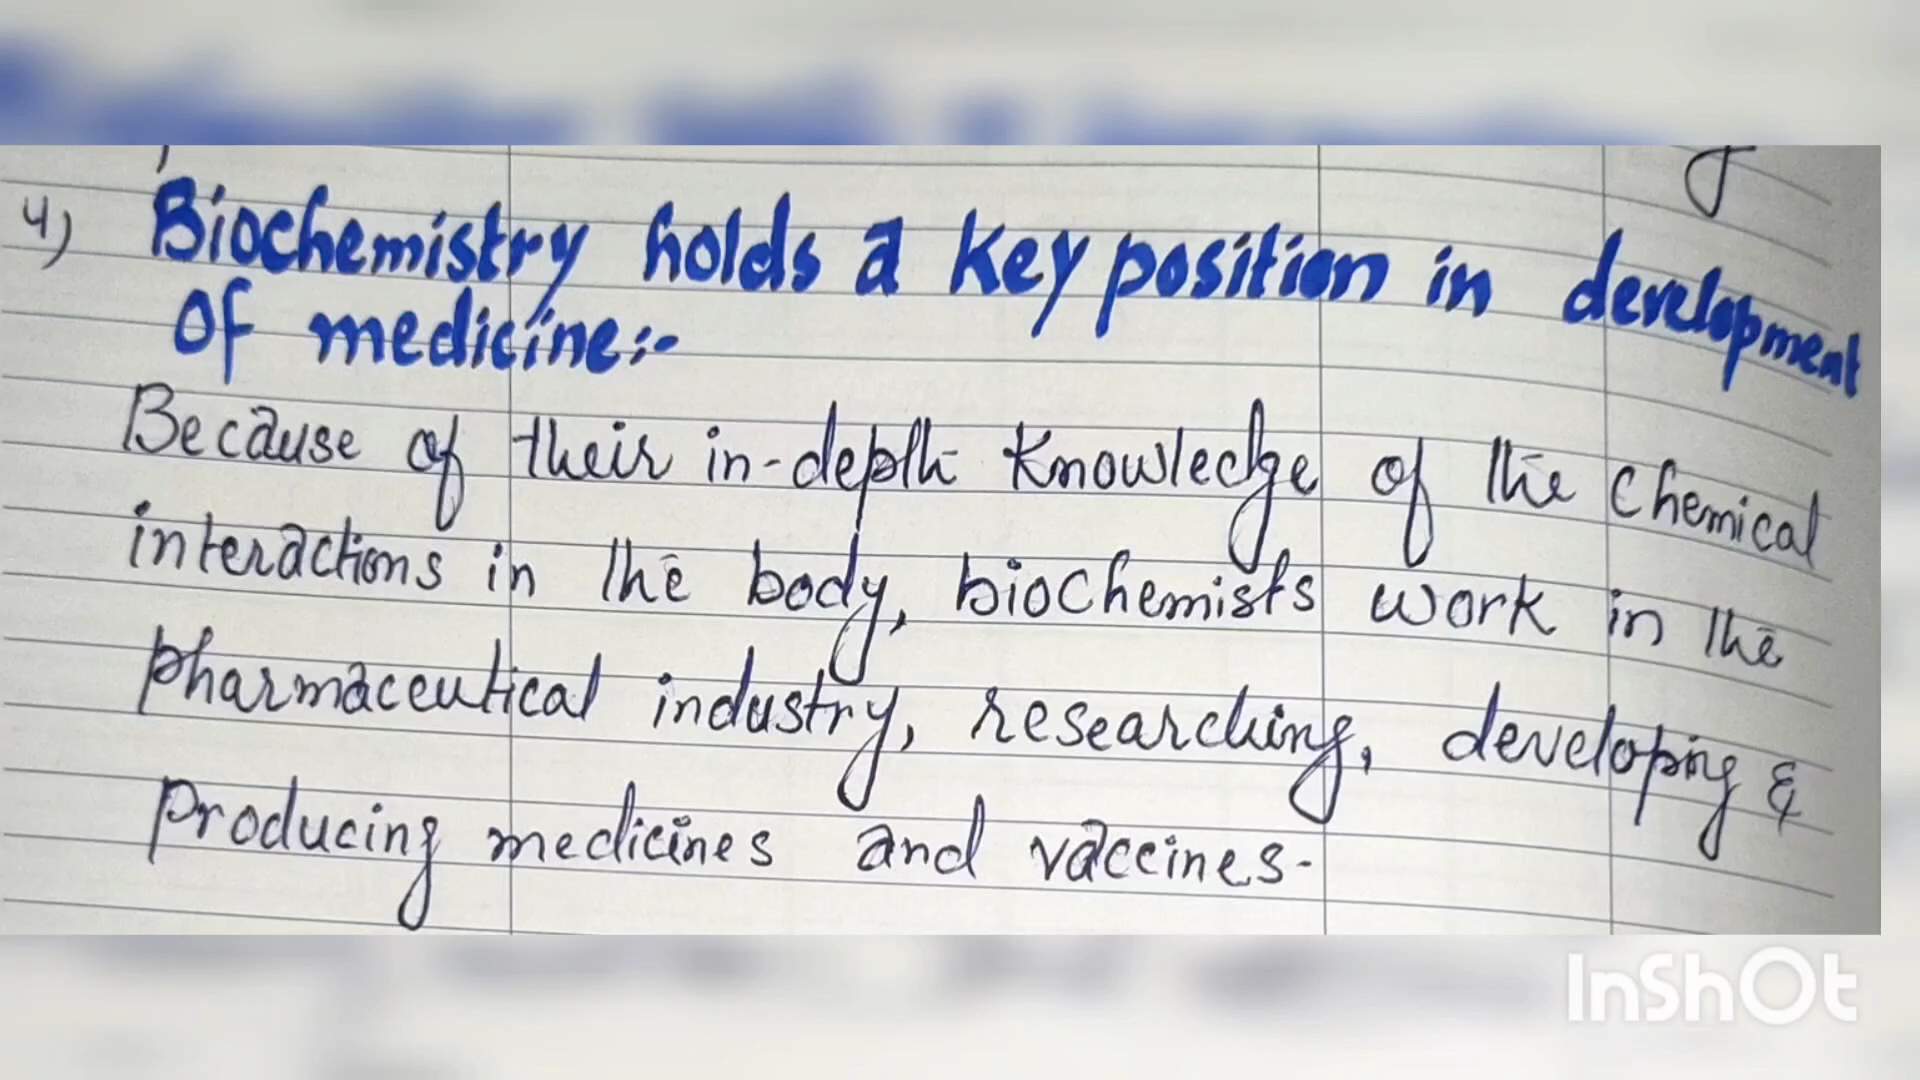 4) Biochemistry holds a key position in development
of medicine:-
Because of their in-depth knowledge of the chemical
interactions in the body, biochemists work in the
pharmaceutical industry, researching, developing &
producing medicines and vaccines.
InShOt